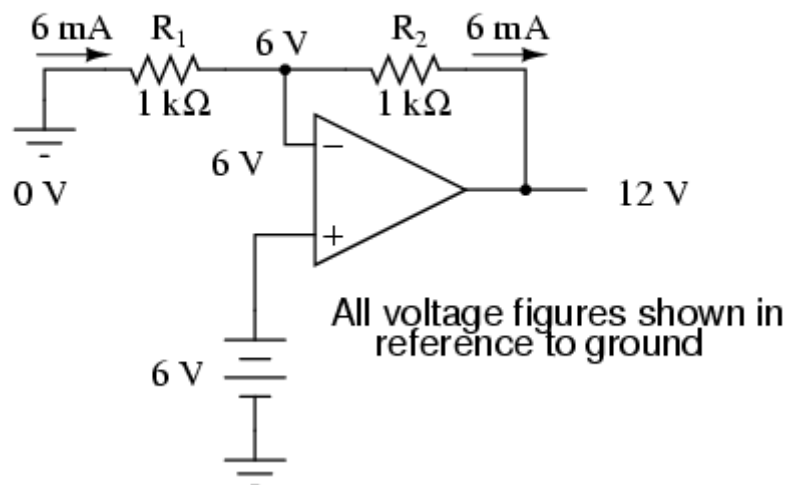 6 mA R₁ 6 V R₂ 6 mA
1 kΩ 1 kΩ
6 V −
0 V 12 V
+
All voltage figures shown in
reference to ground
6 V